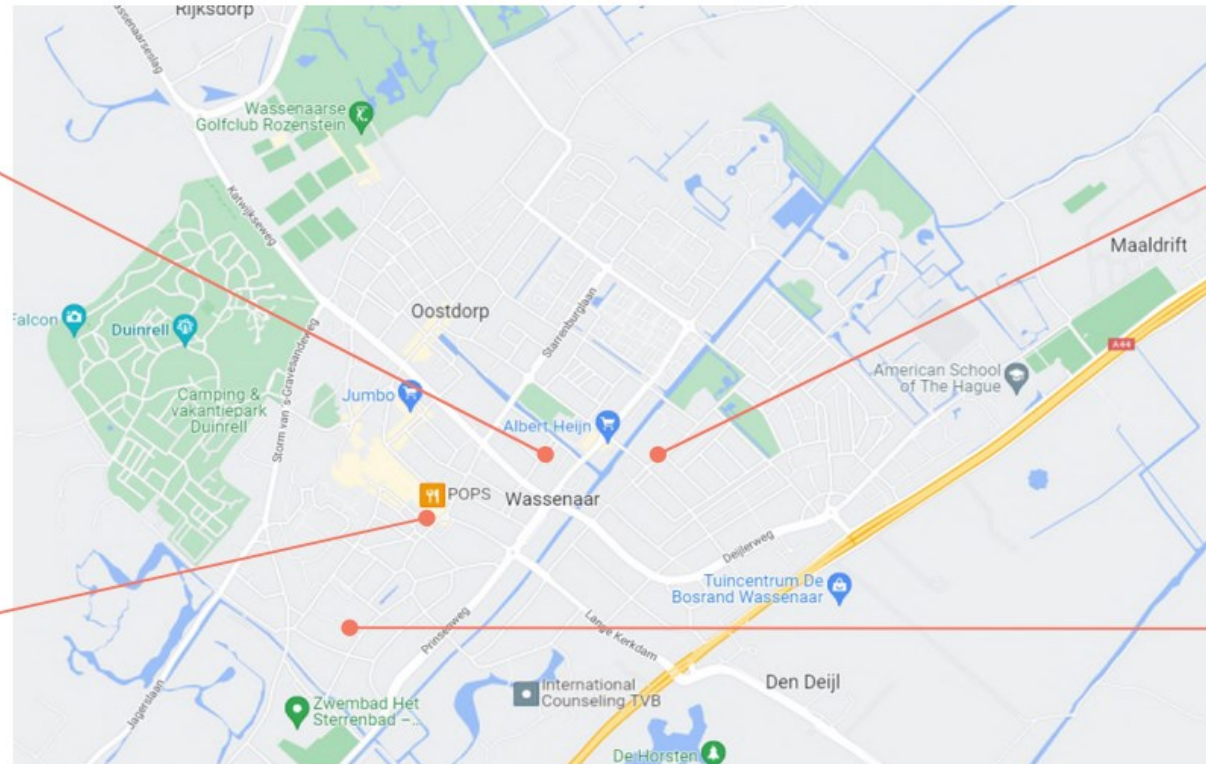 Rijksdorp
assenaarseslag
Wassenaarse
Golfclub Rozenstein
Katwijkseweg
Maaldrift
Oostdorp
Falcon
Duinrell
Starrenburglaan
A44
Storm van 's-Gravesandeweg
American School
of The Hague
Camping &
vakantiepark
Duinrell
Jumbo
Albert Heijn
POPS
Wassenaar
Deijlerweg
Tuincentrum De
Bosrand Wassenaar
Prinsenweg
Lange Kerkdam
Den Deijl
International
Counseling TVB
Jagerslaan
Zwembad Het
Sterrenbad –...
De Horsten